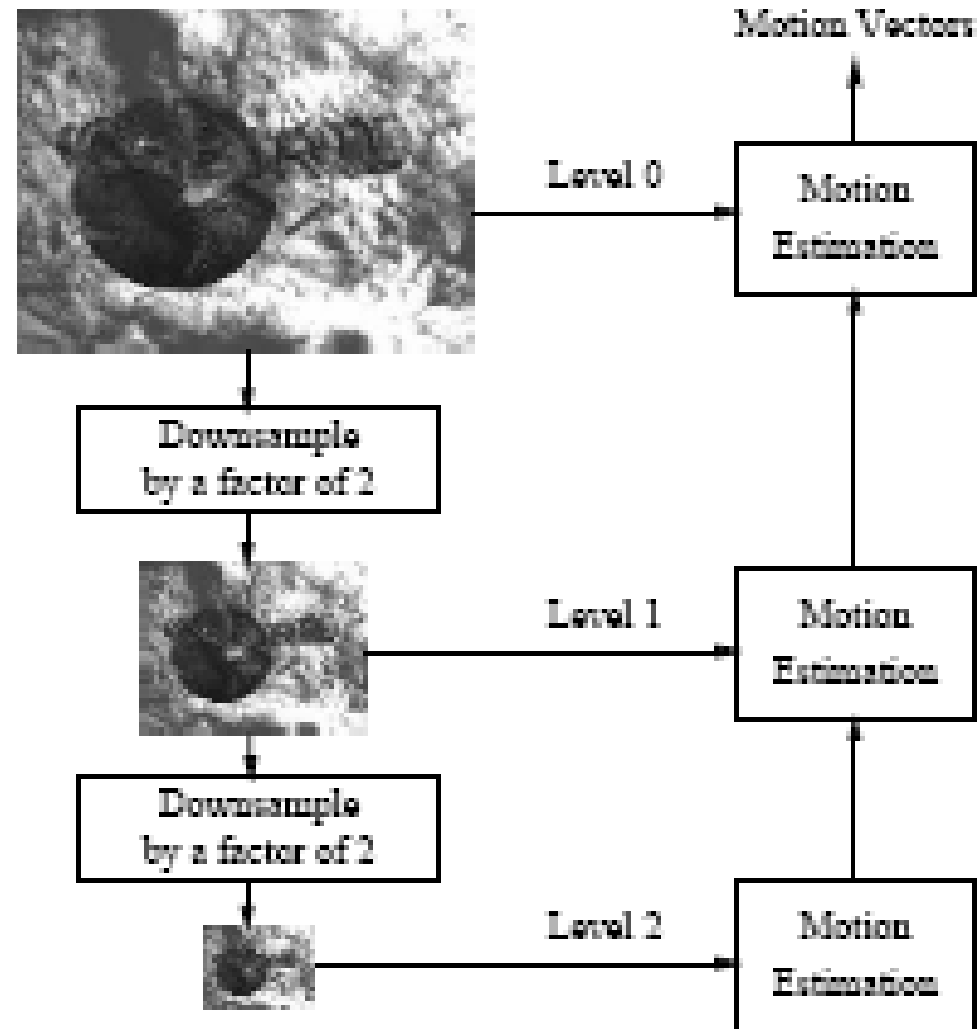 Motion Vectors
Level 0
Motion
Estimation
Downsample
by a factor of 2
Level 1
Motion
Estimation
Downsample
by a factor of 2
Level 2
Motion
Estimation